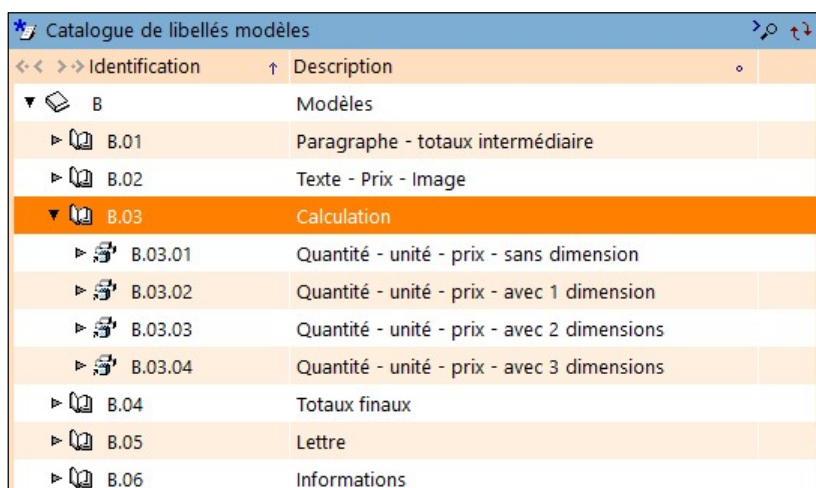 Catalogue de libellés modèles
Identification Description
B Modèles
B.01 Paragraphe - totaux intermédiaire
B.02 Texte - Prix - Image
B.03 Calculation
B.03.01 Quantité - unité - prix - sans dimension
B.03.02 Quantité - unité - prix - avec 1 dimension
B.03.03 Quantité - unité - prix - avec 2 dimensions
B.03.04 Quantité - unité - prix - avec 3 dimensions
B.04 Totaux finaux
B.05 Lettre
B.06 Informations